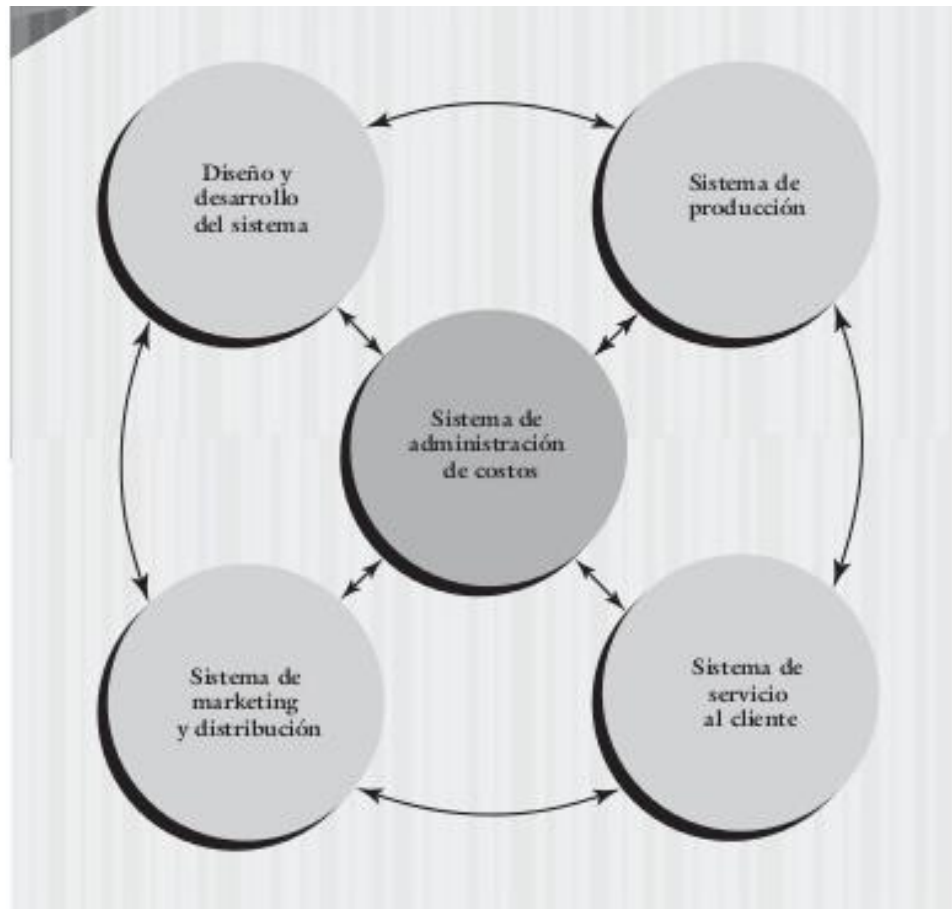 Diseño y
desarrollo
del sistema
Sistema de
producción
Sistema de
administración
de costos
Sistema de
marketing
y distribución
Sistema de
servicio
al cliente